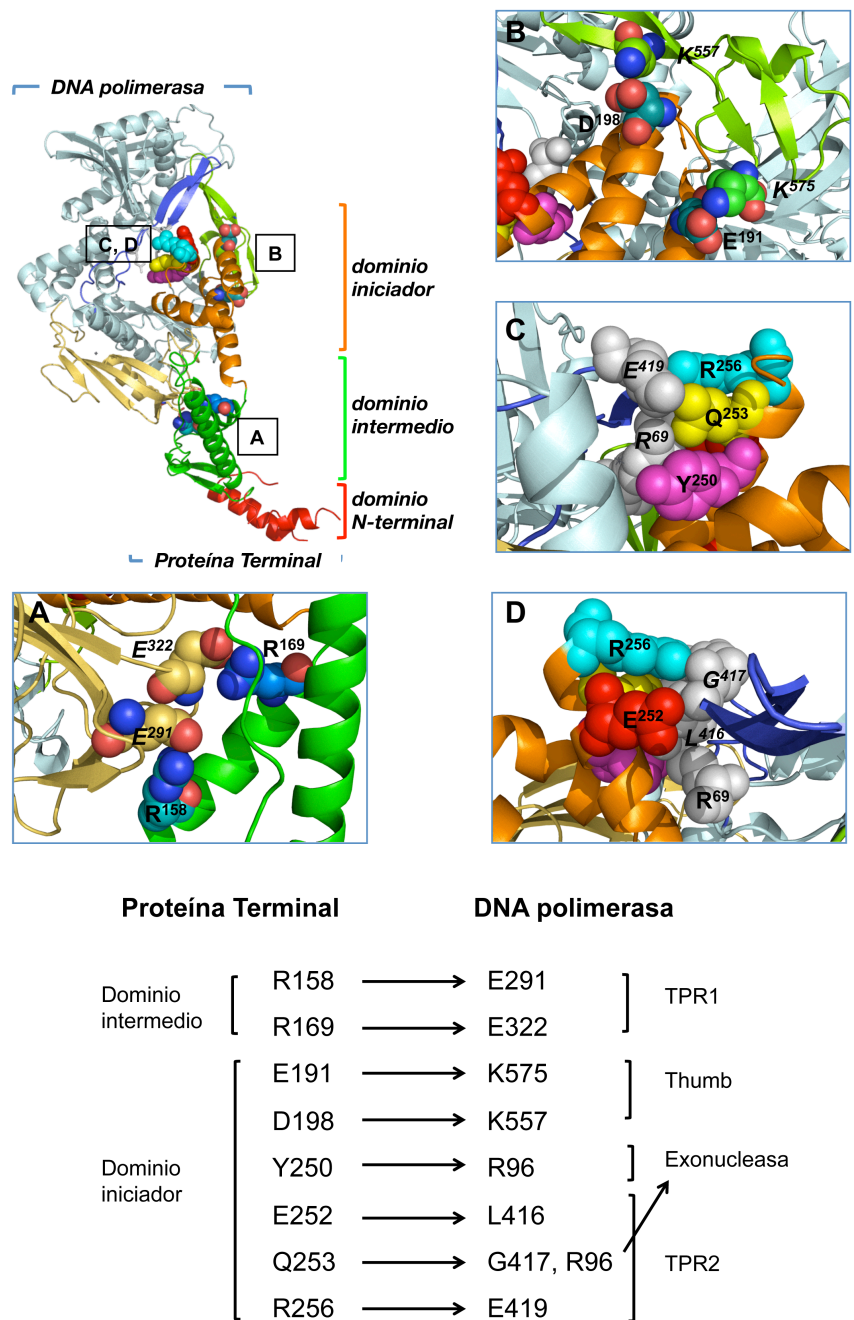 DNA polimerasa
C, D
B
A
dominio
iniciador
dominio
intermedio
dominio
N-terminal
Proteína Terminal
B
K557
D198
K575
E191
C
E419
R256
Q253
R69
Y250
A
E322
R169
E291
R158
D
R256
G417
E252
L416
R69
Proteína Terminal DNA polimerasa
Dominio
intermedio
R158 E291
R169 E322
TPR1
E191 K575
D198 K557
Thumb
Dominio
iniciador
Y250 R96
Exonucleasa
E252 L416
Q253 G417, R96
R256 E419
TPR2